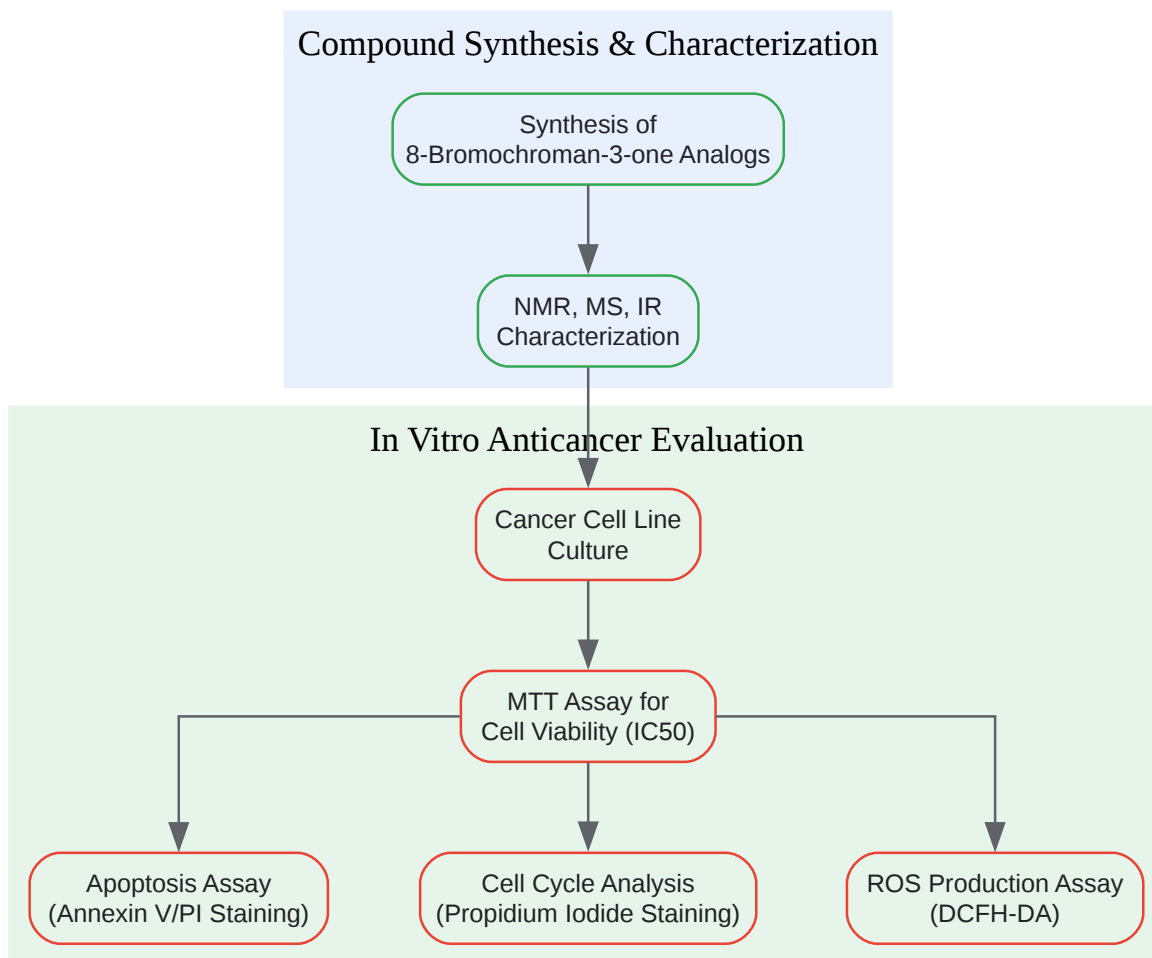 Compound Synthesis & Characterization
Synthesis of
8-Bromochroman-3-one Analogs
NMR, MS, IR
Characterization
In Vitro Anticancer Evaluation
Cancer Cell Line
Culture
MTT Assay for
Cell Viability (IC50)
Apoptosis Assay
(Annexin V/PI Staining)
Cell Cycle Analysis
(Propidium Iodide Staining)
ROS Production Assay
(DCFH-DA)